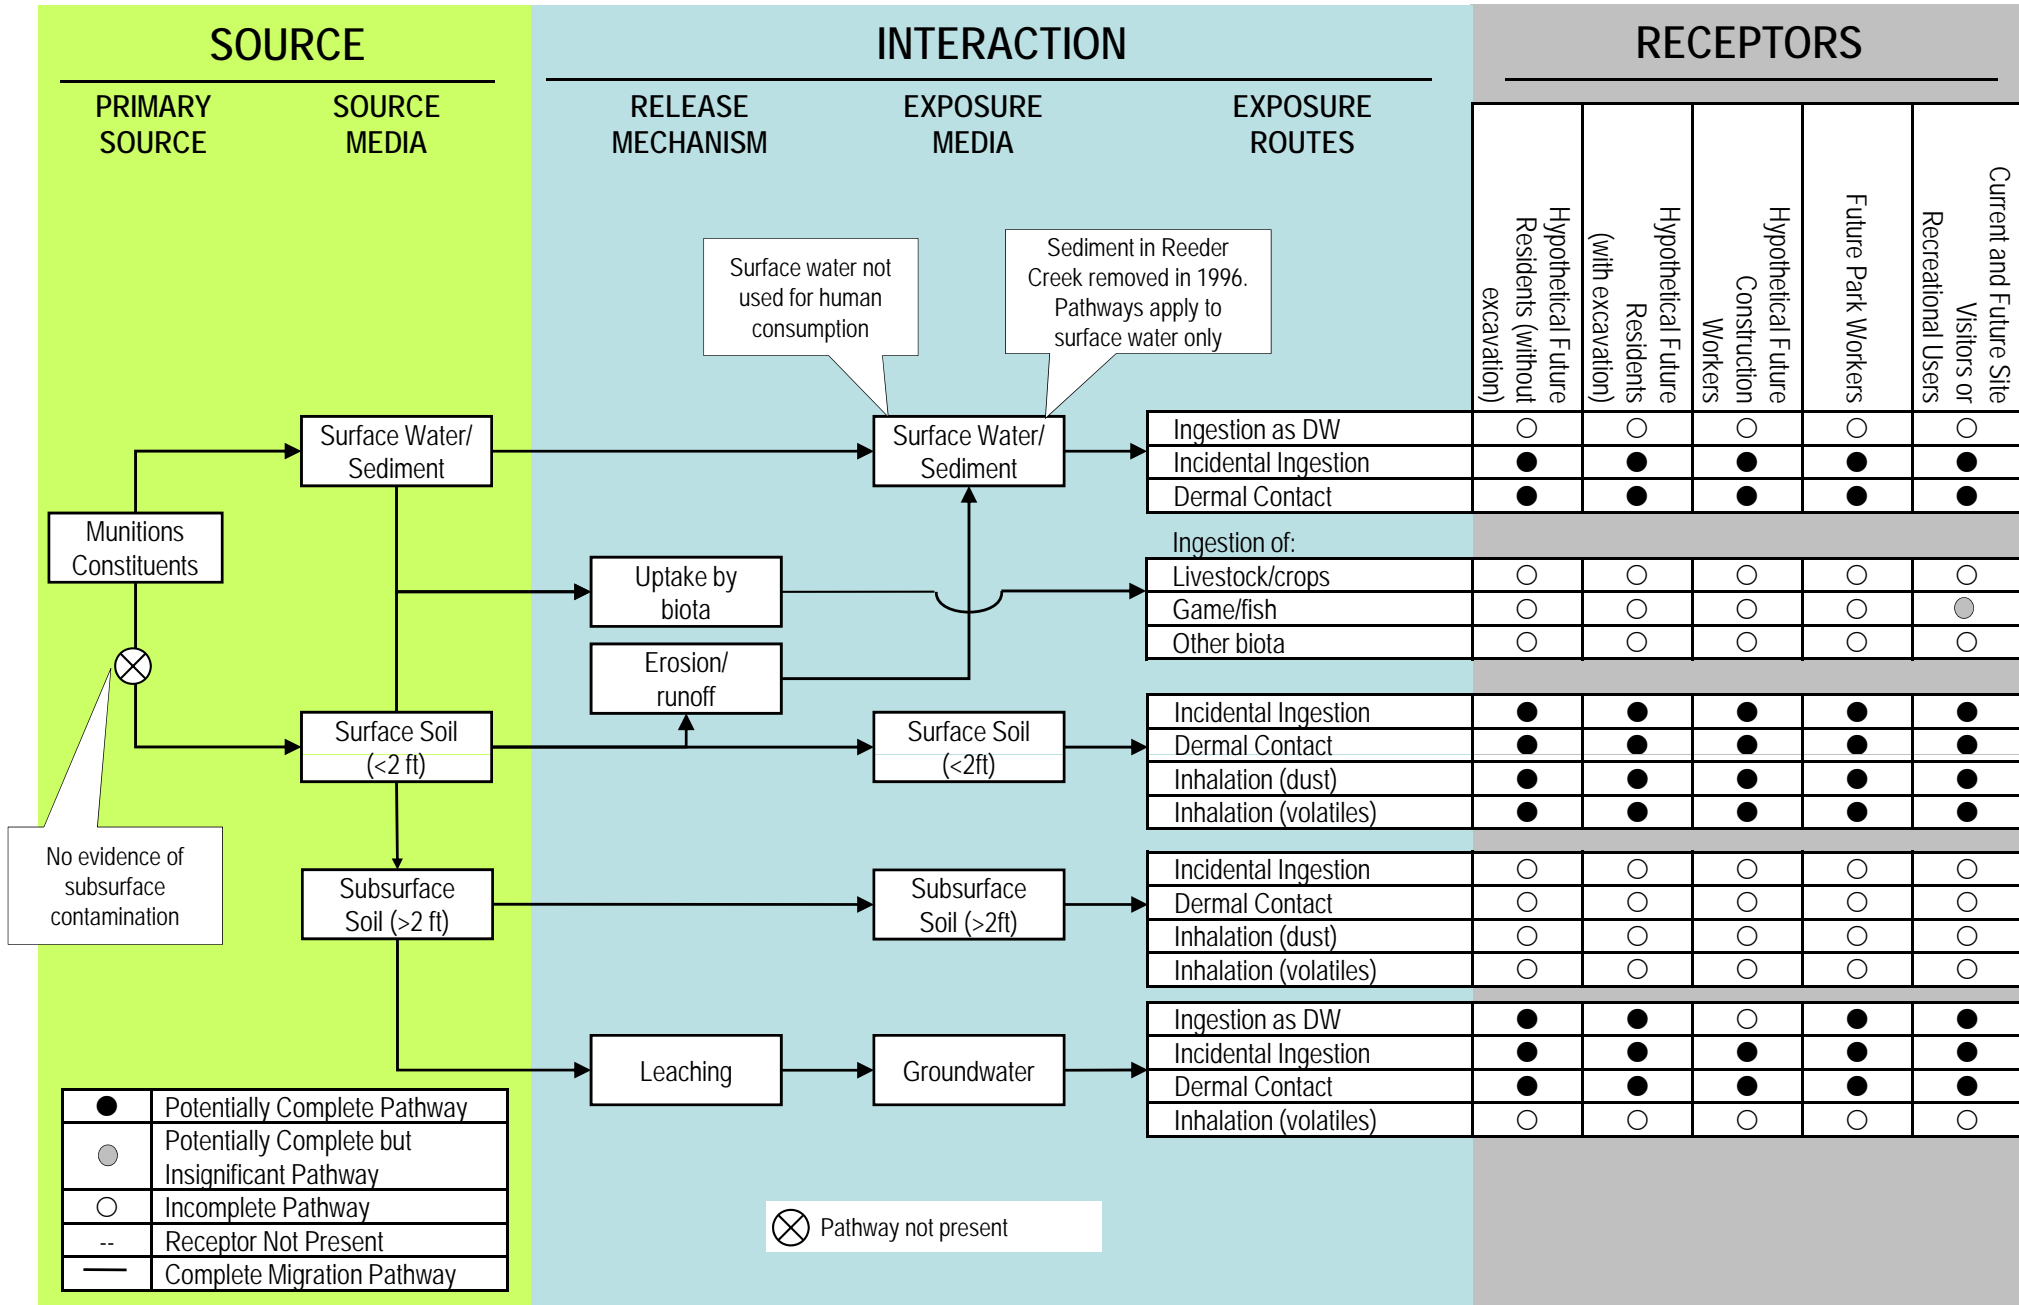 SOURCE
INTERACTION
RECEPTORS
PRIMARY
SOURCE
SOURCE
MEDIA
RELEASE
MECHANISM
EXPOSURE
MEDIA
EXPOSURE
ROUTES
Hypothetical Future
Residents (without
excavation)
Hypothetical Future
Residents
(with excavation)
Hypothetical Future
Construction
Workers
Future Park Workers
Current and Future Site
Visitors or
Recreational Users
Surface water not
used for human
consumption
Sediment in Reeder
Creek removed in 1996.
Pathways apply to
surface water only
Surface Water/
Sediment
Surface Water/
Sediment
Ingestion as DW
Incidental Ingestion
Dermal Contact
Munitions
Constituents
Uptake by
biota
Ingestion of:
Livestock/crops
Game/fish
Other biota
Erosion/
runoff
Surface Soil
(<2 ft)
Surface Soil
(<2ft)
Incidental Ingestion
Dermal Contact
Inhalation (dust)
Inhalation (volatiles)
No evidence of
subsurface
contamination
Subsurface
Soil (>2 ft)
Subsurface
Soil (>2ft)
Incidental Ingestion
Dermal Contact
Inhalation (dust)
Inhalation (volatiles)
Leaching
Groundwater
Ingestion as DW
Incidental Ingestion
Dermal Contact
Inhalation (volatiles)
Potentially Complete Pathway
Potentially Complete but
Insignificant Pathway
Incomplete Pathway
-- Receptor Not Present
Complete Migration Pathway
Pathway not present